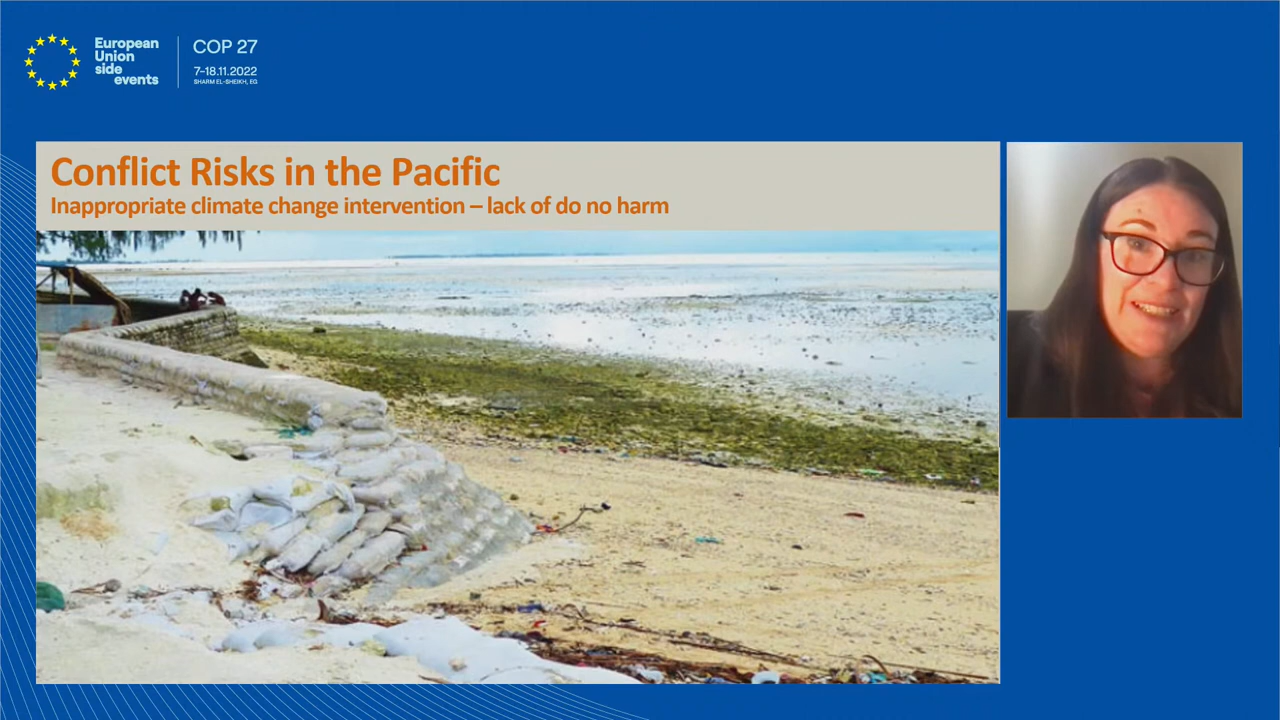 European
Union
side
events
COP 27
7-18.11.2022
SHARM EL-SHEIKH, EG
Conflict Risks in the Pacific
Inappropriate climate change intervention – lack of do no harm